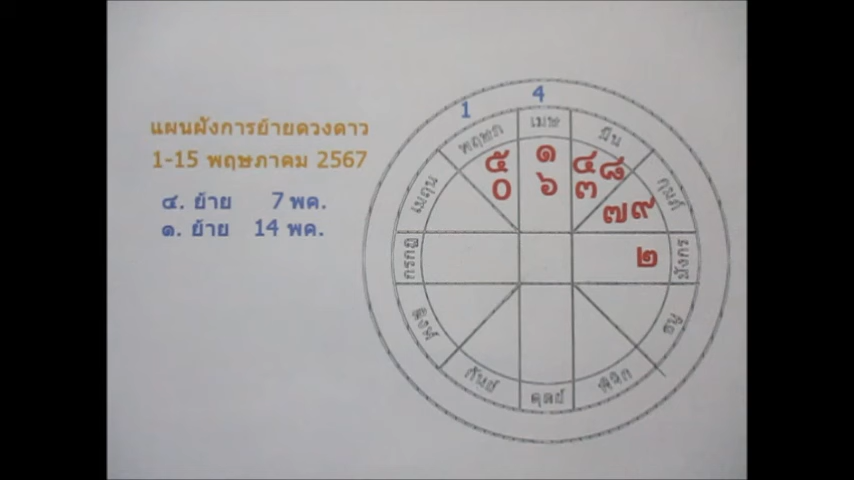 แผนผังการย้ายดวงดาว
1-15 พฤษภาคม 2567
๔. ย้าย 7 พค.
๑. ย้าย 14 พค.
1 4
พฤษภ เมษ มีน
๕ ๑ ๔ ๘
๐ ๖ ๓
เมถุน กุมภ์
๗ ๙
กรกฎ ๒ มังกร
สิงห์ ธนู
กันย์ ตุลย์ พิจิก